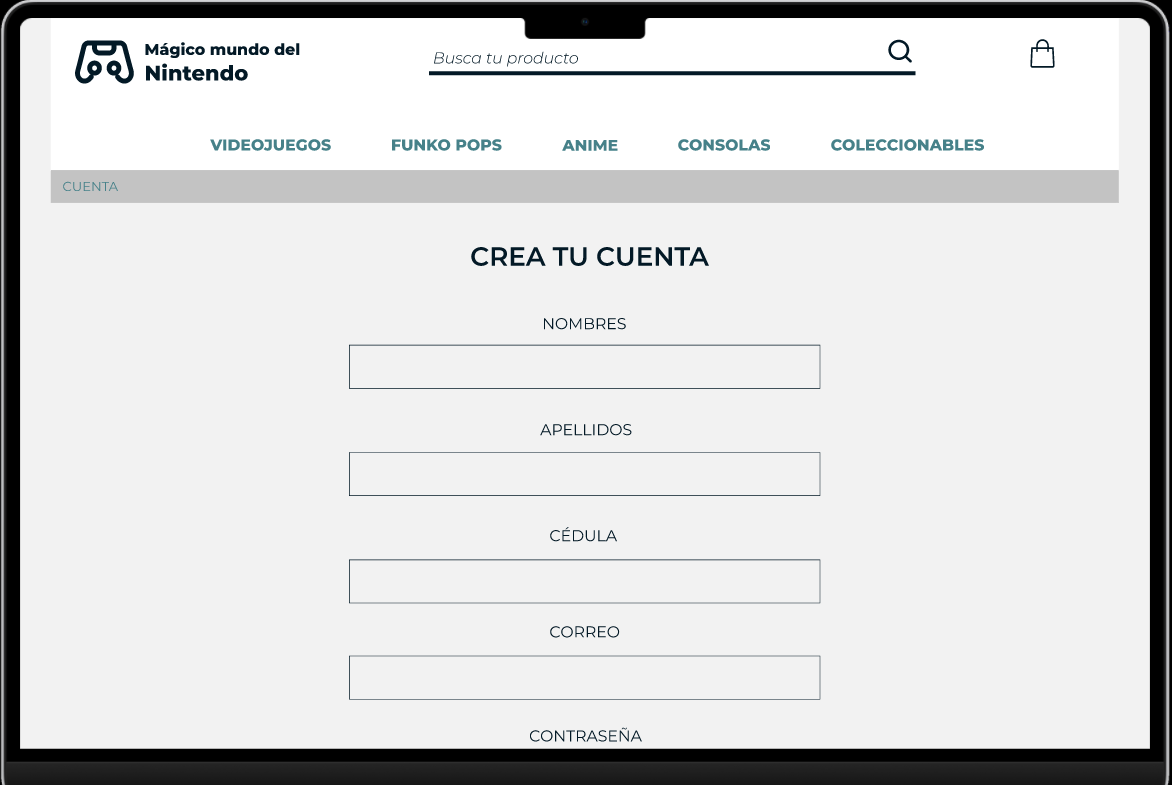 Mágico mundo del
Nintendo
Busca tu producto
VIDEOJUEGOS FUNKO POPS ANIME CONSOLAS COLECCIONABLES
CUENTA
CREA TU CUENTA
NOMBRES
APELLIDOS
CÉDULA
CORREO
CONTRASEÑA